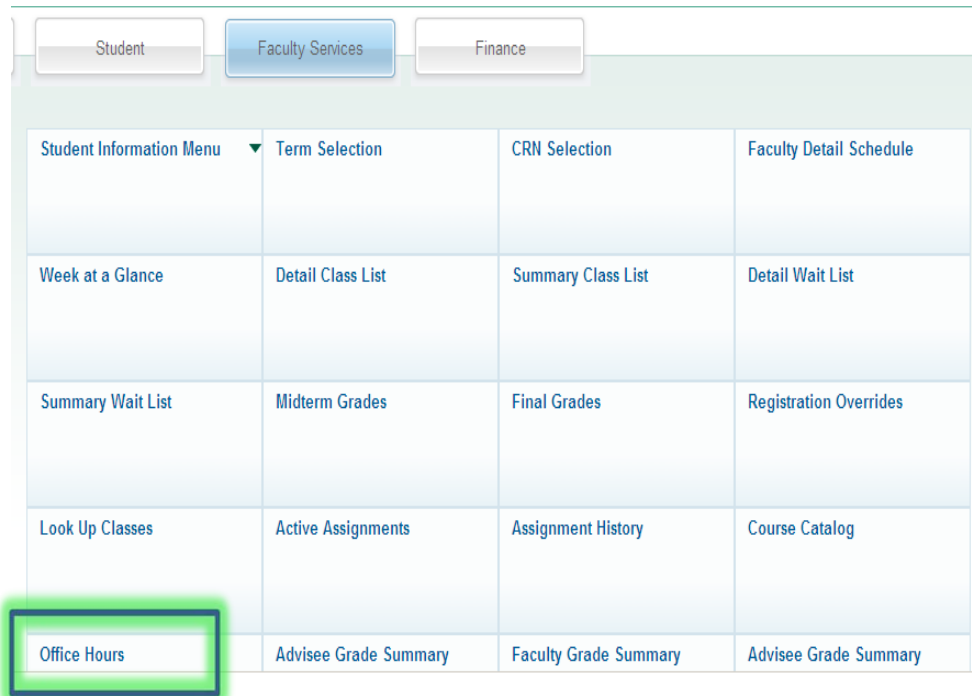 Student Faculty Services Finance
Student Information Menu Term Selection CRN Selection Faculty Detail Schedule
Week at a Glance Detail Class List Summary Class List Detail Wait List
Summary Wait List Midterm Grades Final Grades Registration Overrides
Look Up Classes Active Assignments Assignment History Course Catalog
Office Hours Advisee Grade Summary Faculty Grade Summary Advisee Grade Summary